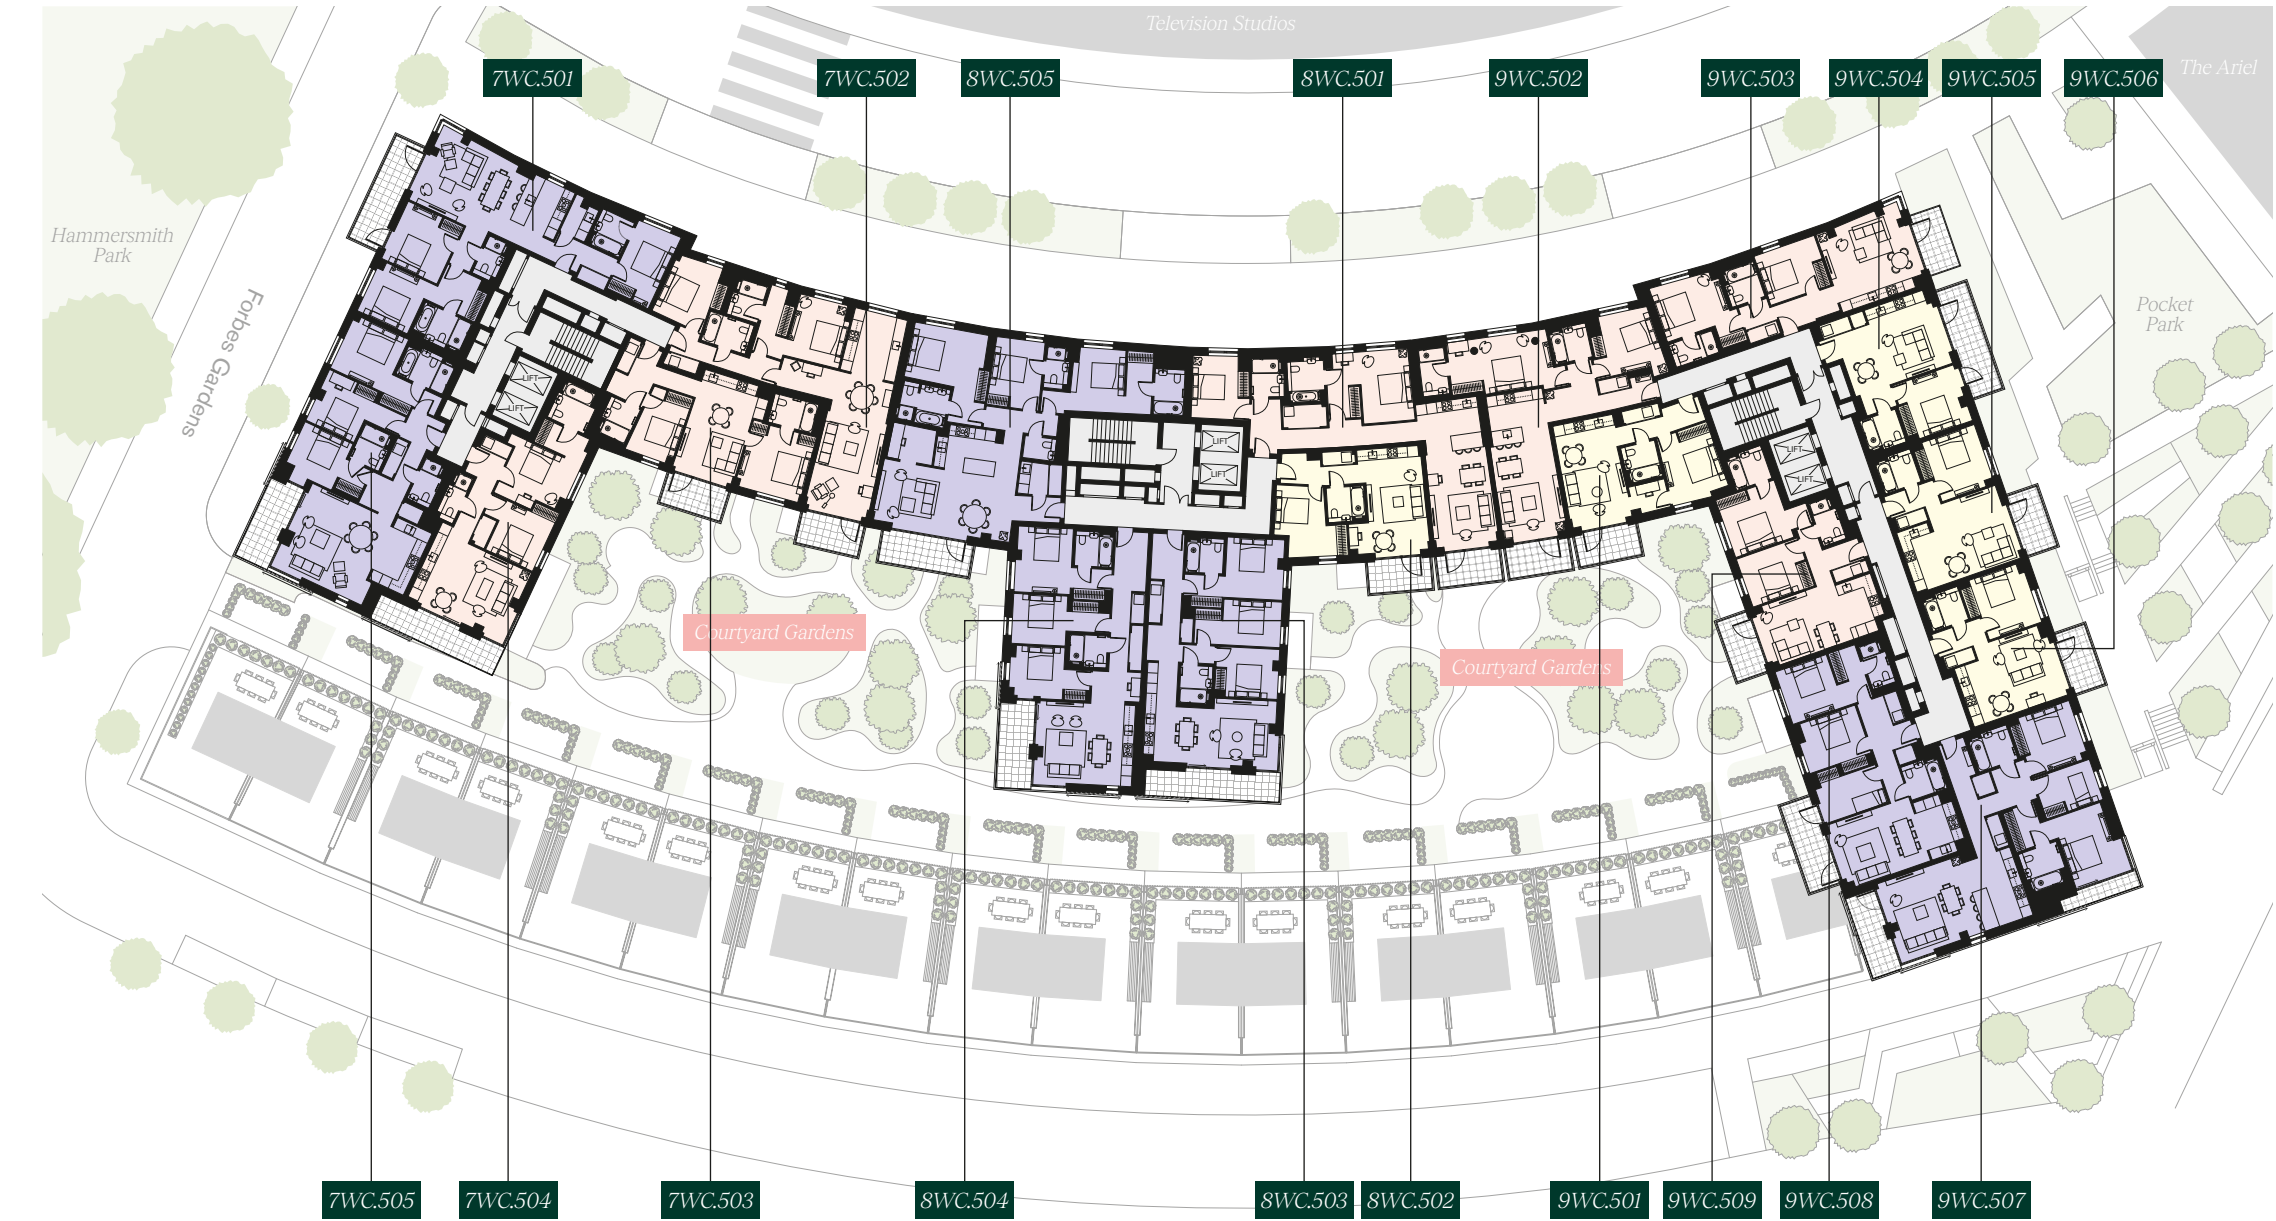 Television Studios
The Ariel
7WC.501
7WC.502
8WC.505
8WC.501
9WC.502
9WC.503
9WC.504
9WC.505
9WC.506
Hammersmith
Park
Forbes Gardens
Pocket
Park
LIFT
LIFT
LIFT
LIFT
LIFT
LIFT
Courtyard Gardens
Courtyard Gardens
7WC.505
7WC.504
7WC.503
8WC.504
8WC.503
8WC.502
9WC.501
9WC.509
9WC.508
9WC.507